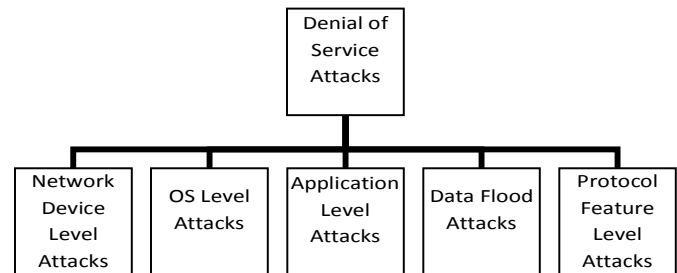 Denial of
Service
Attacks
Network
Device
Level
Attacks
OS Level
Attacks
Application
Level
Attacks
Data Flood
Attacks
Protocol
Feature
Level
Attacks